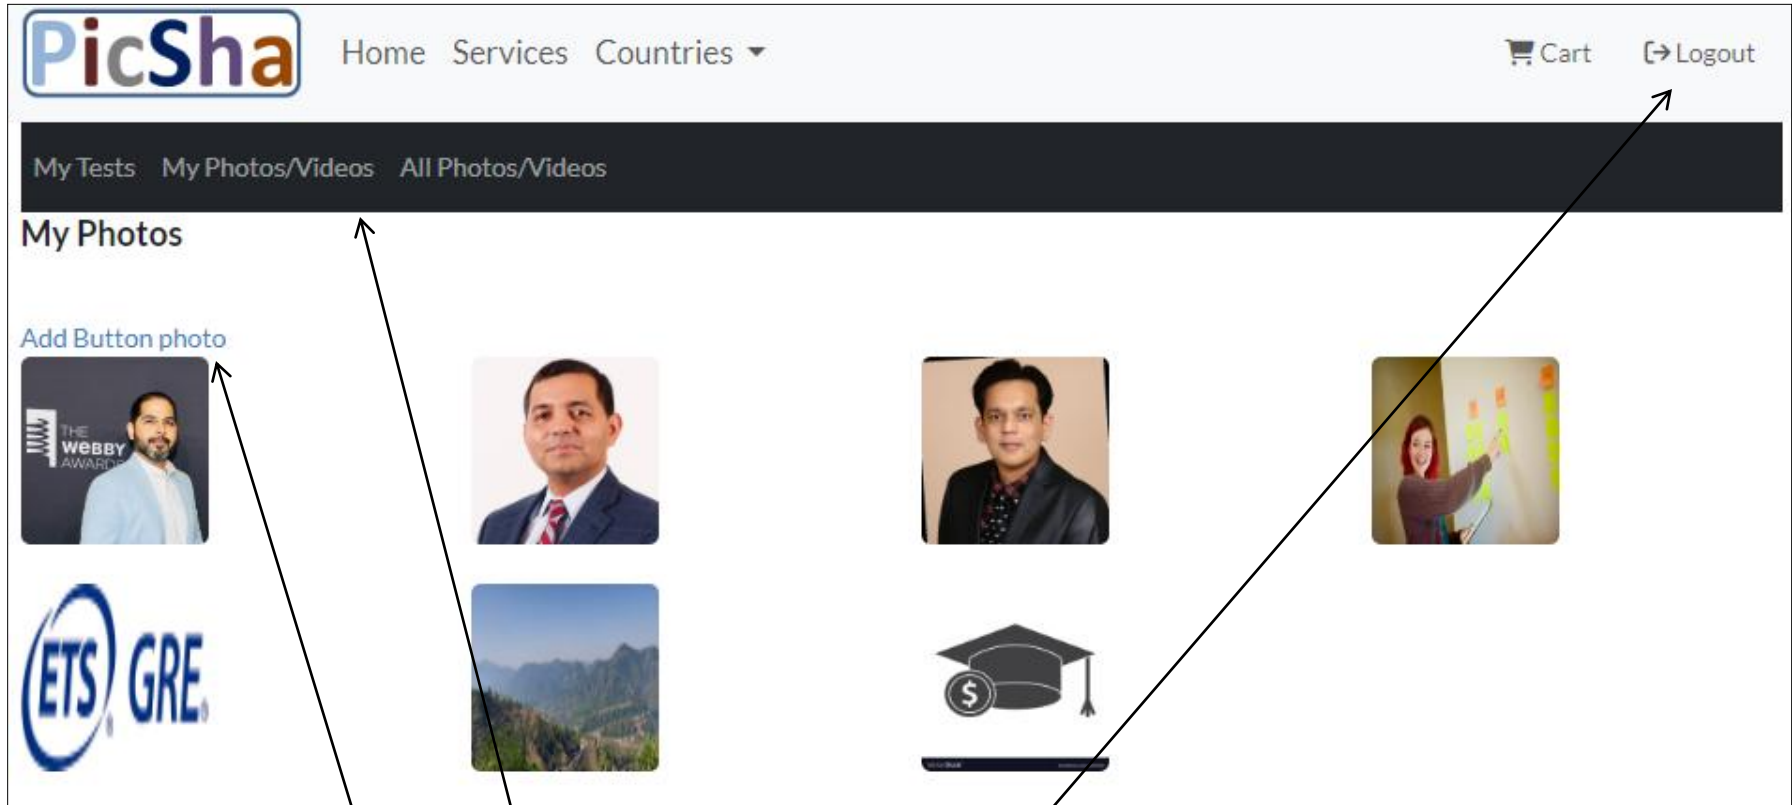 PicSha Home Services Countries Cart Logout
My Tests My Photos/Videos All Photos/Videos
My Photos
Add Button photo
THE
WEBBY
AWARDS
ETS® GRE®
$